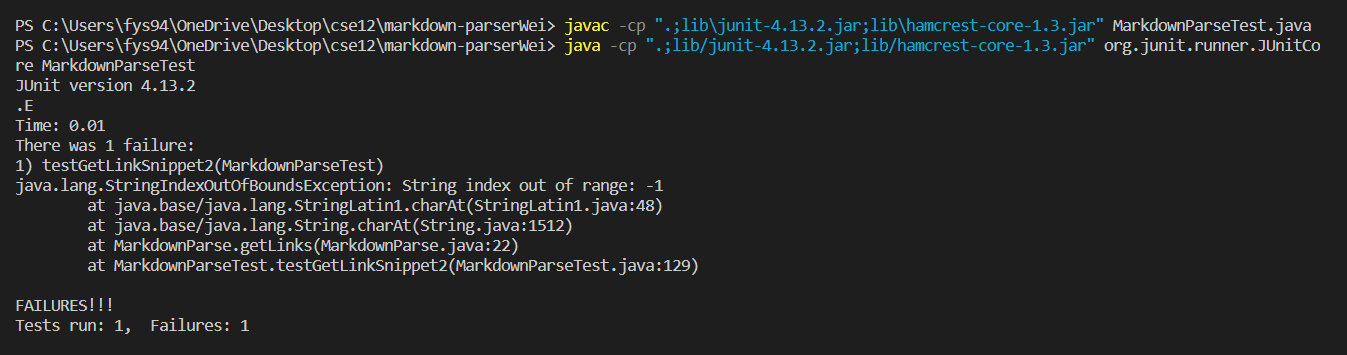 PS C:\Users\fys94\OneDrive\Desktop\cse12\markdown-parserWei> javac -cp ".;lib\junit-4.13.2.jar;lib\hamcrest-core-1.3.jar" MarkdownParseTest.java
PS C:\Users\fys94\OneDrive\Desktop\cse12\markdown-parserWei> java -cp ".;lib/junit-4.13.2.jar;lib/hamcrest-core-1.3.jar" org.junit.runner.JUnitCo
re MarkdownParseTest
JUnit version 4.13.2
.E
Time: 0.01
There was 1 failure:
1) testGetLinkSnippet2(MarkdownParseTest)
java.lang.StringIndexOutOfBoundsException: String index out of range: -1
        at java.base/java.lang.StringLatin1.charAt(StringLatin1.java:48)
        at java.base/java.lang.String.charAt(String.java:1512)
        at MarkdownParse.getLinks(MarkdownParse.java:22)
        at MarkdownParseTest.testGetLinkSnippet2(MarkdownParseTest.java:129)

FAILURES!!!
Tests run: 1,  Failures: 1